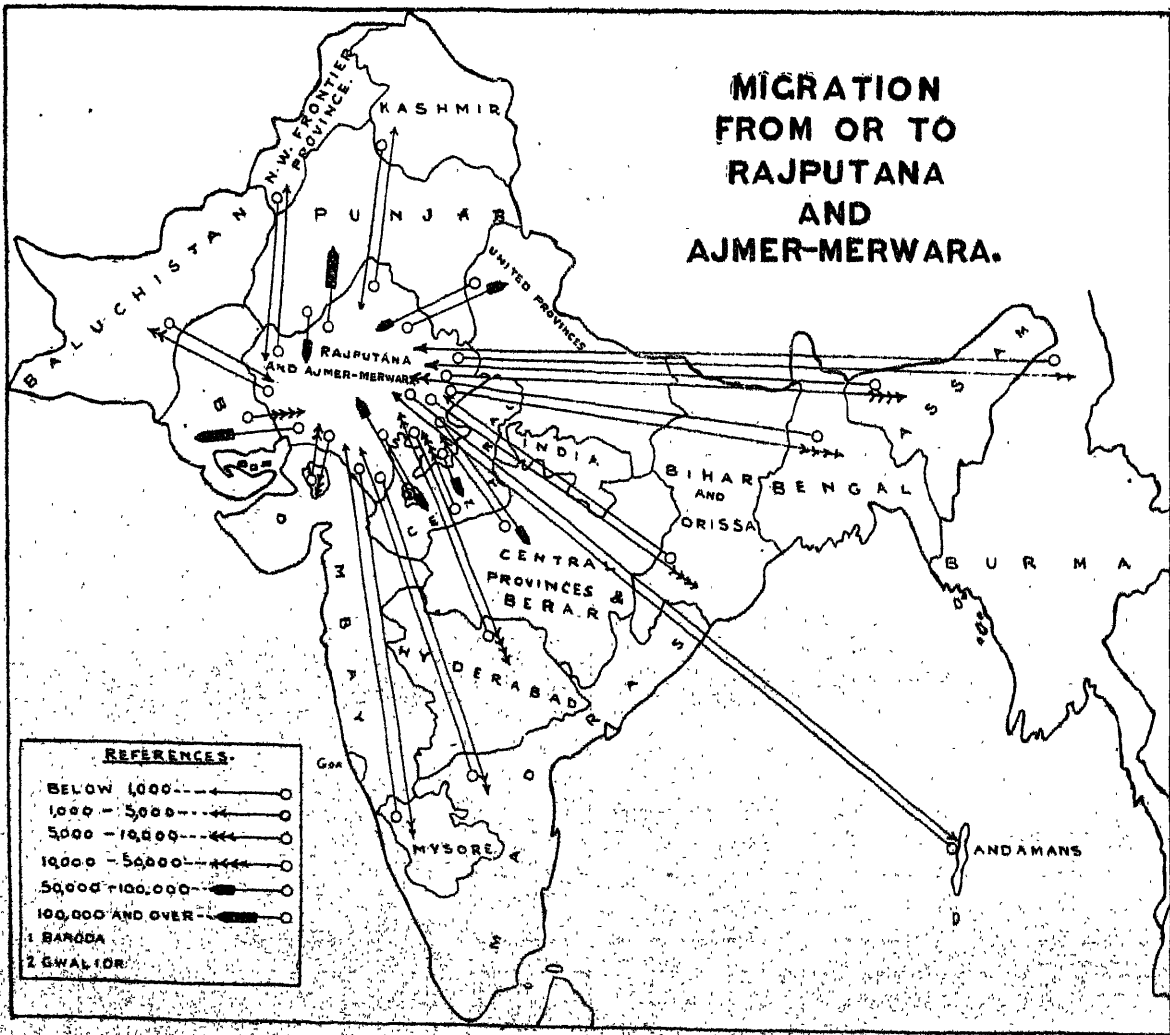 MIGRATION
FROM OR TO
RAJPUTANA
AND
AJMER-MERWARA.
N.W. FRONTIER
PROVINCE.
KASHMIR
PUNJAB
BALUCHISTAN
UNITED PROVINCES
RAJPUTANA
AND AJMER-MERWARA
ASSAM
CENTRAL
INDIA
BIHAR
AND
ORISSA
BENGAL
BURMA
CENTRAL
PROVINCES &
BERAR
BOMBAY
HYDERABAD
MADRAS
GOA
MYSORE
ANDAMANS
REFERENCES.
BELOW 1,000
1,000 - 5,000
5,000 - 10,000
10,000 - 50,000
50,000 - 100,000
100,000 AND OVER
1 BARODA
2 GWALIOR